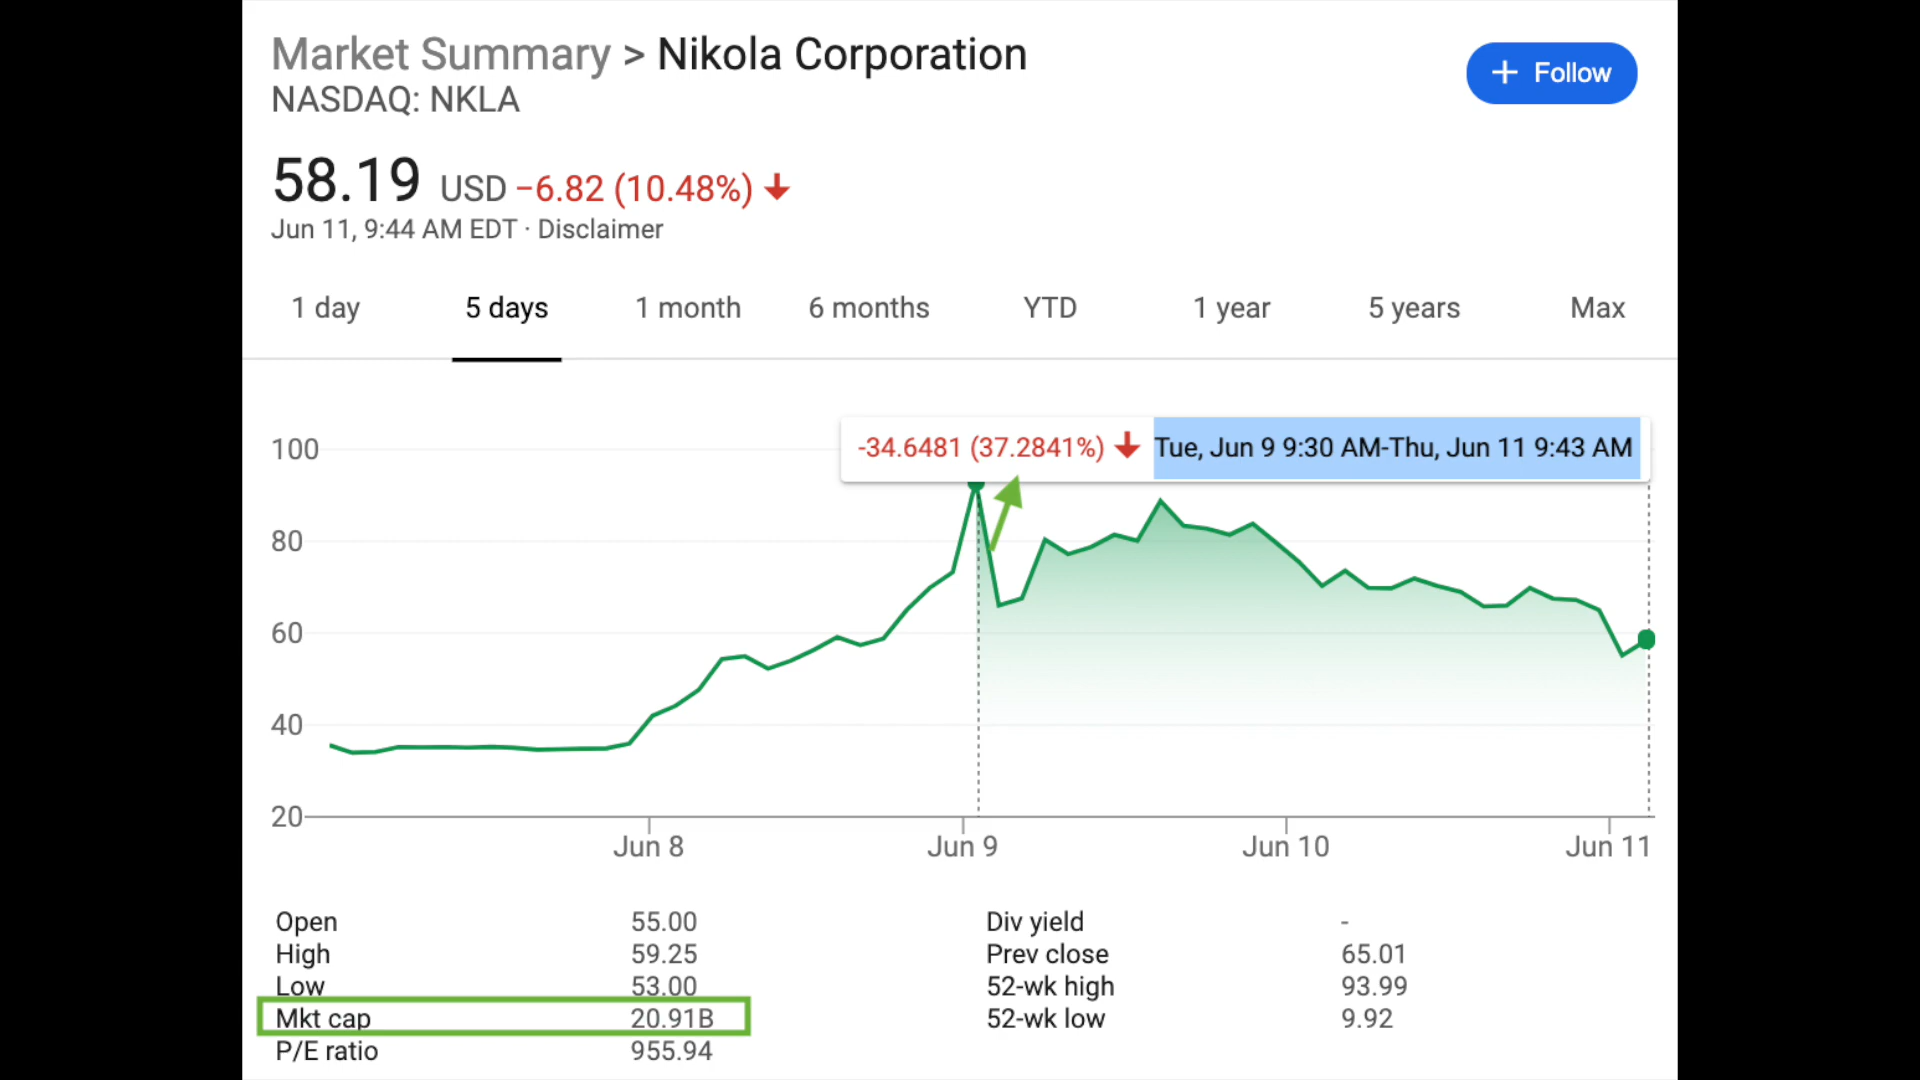 Market Summary > Nikola Corporation
NASDAQ: NKLA
+ Follow
58.19 USD −6.82 (10.48%)
Jun 11, 9:44 AM EDT · Disclaimer
1 day 5 days 1 month 6 months YTD 1 year 5 years Max
-34.6481 (37.2841%) Tue, Jun 9 9:30 AM-Thu, Jun 11 9:43 AM
100
80
60
40
20
Jun 8 Jun 9 Jun 10 Jun 11
Open 55.00 Div yield -
High 59.25 Prev close 65.01
Low 53.00 52-wk high 93.99
Mkt cap 20.91B 52-wk low 9.92
P/E ratio 955.94